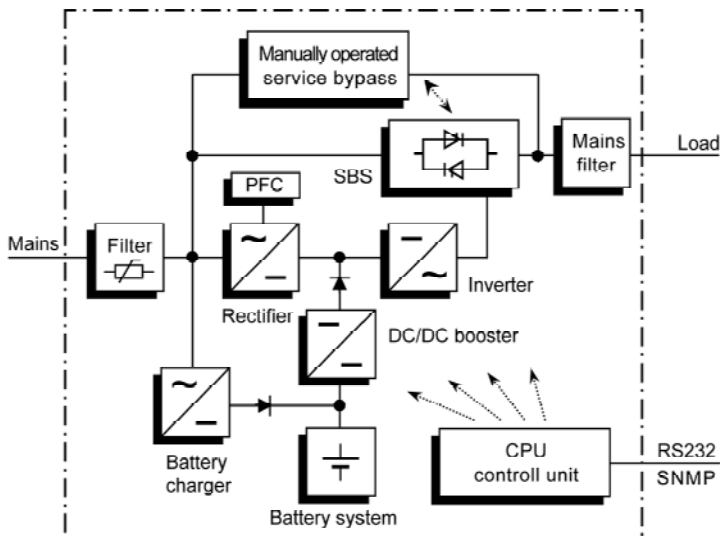 Manually operated
service bypass
SBS
Mains
filter
Load
PFC
Mains
Filter
Rectifier
Inverter
DC/DC booster
Battery
charger
Battery system
CPU
controll unit
RS232
SNMP